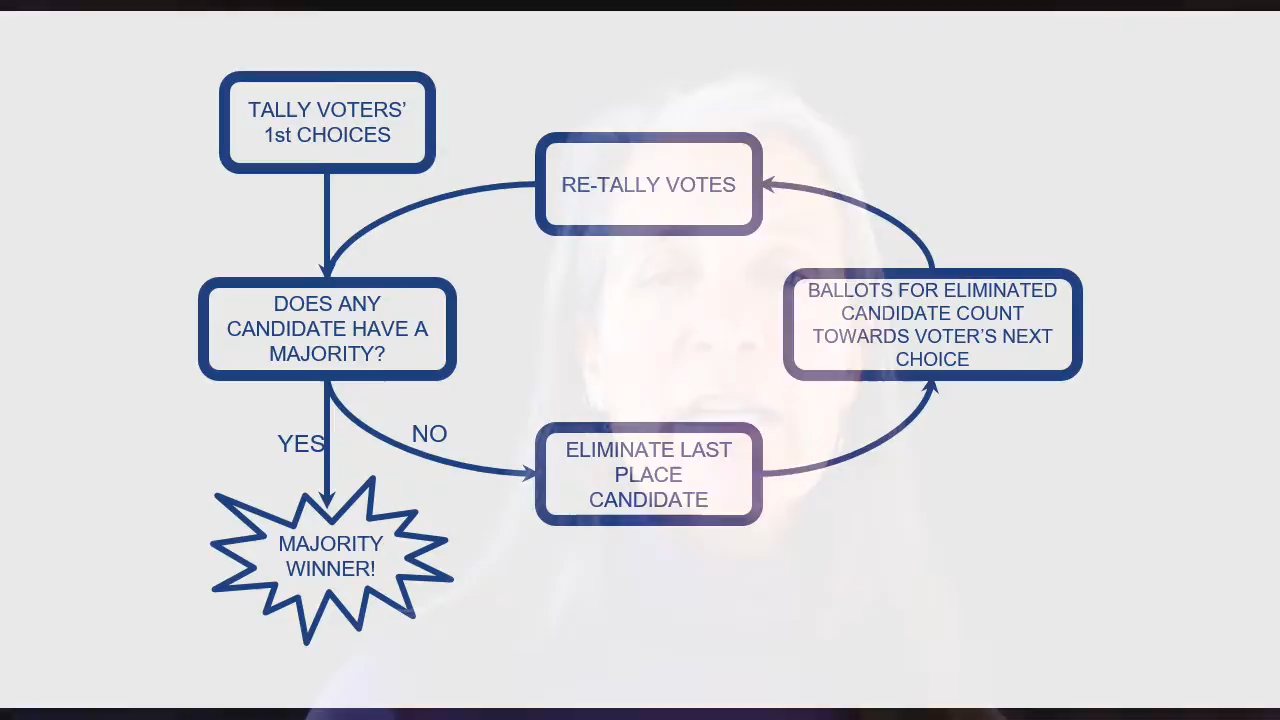 TALLY VOTERS’
1st CHOICES
RE-TALLY VOTES
DOES ANY
CANDIDATE HAVE A
MAJORITY?
BALLOTS FOR ELIMINATED
CANDIDATE COUNT
TOWARDS VOTER’S NEXT
CHOICE
YES
NO
ELIMINATE LAST
PLACE
CANDIDATE
MAJORITY
WINNER!